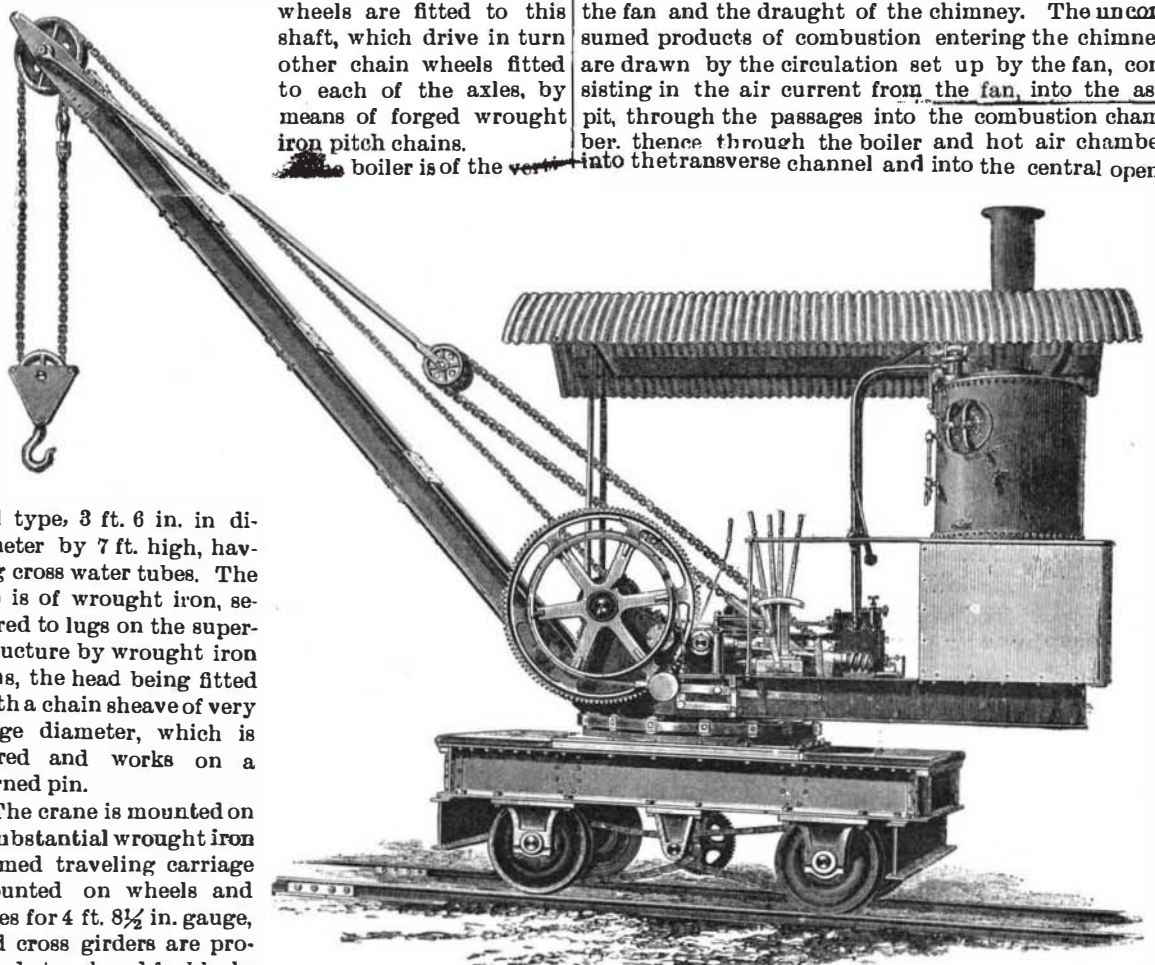 wheels are fitted to this
shaft, which drive in turn
other chain wheels fitted
to each of the axles, by
means of forged wrought
iron pitch chains.
boiler is of the
type, 3 ft. 6 in. in di-
meter by 7 ft. high, hav-
g cross water tubes. The
is of wrought iron, se-
red to lugs on the super-
ucture by wrought iron
ns, the head being fitted
th a chain sheave of very
ge diameter, which is
red and works on a
rned pin.
The crane is mounted on
ubstantial wrought iron
med traveling carriage
unted on wheels and
es for 4 ft. 8½ in. gauge,
d cross girders are pro-
the fan and the draught of the chimney. The uncon
sumed products of combustion entering the chimne
are drawn by the circulation set up by the fan, con
sisting in the air current from the fan, into the as
pit, through the passages into the combustion cham
ber. thence through the boiler and hot air chambe
into thetransverse channel and into the central open